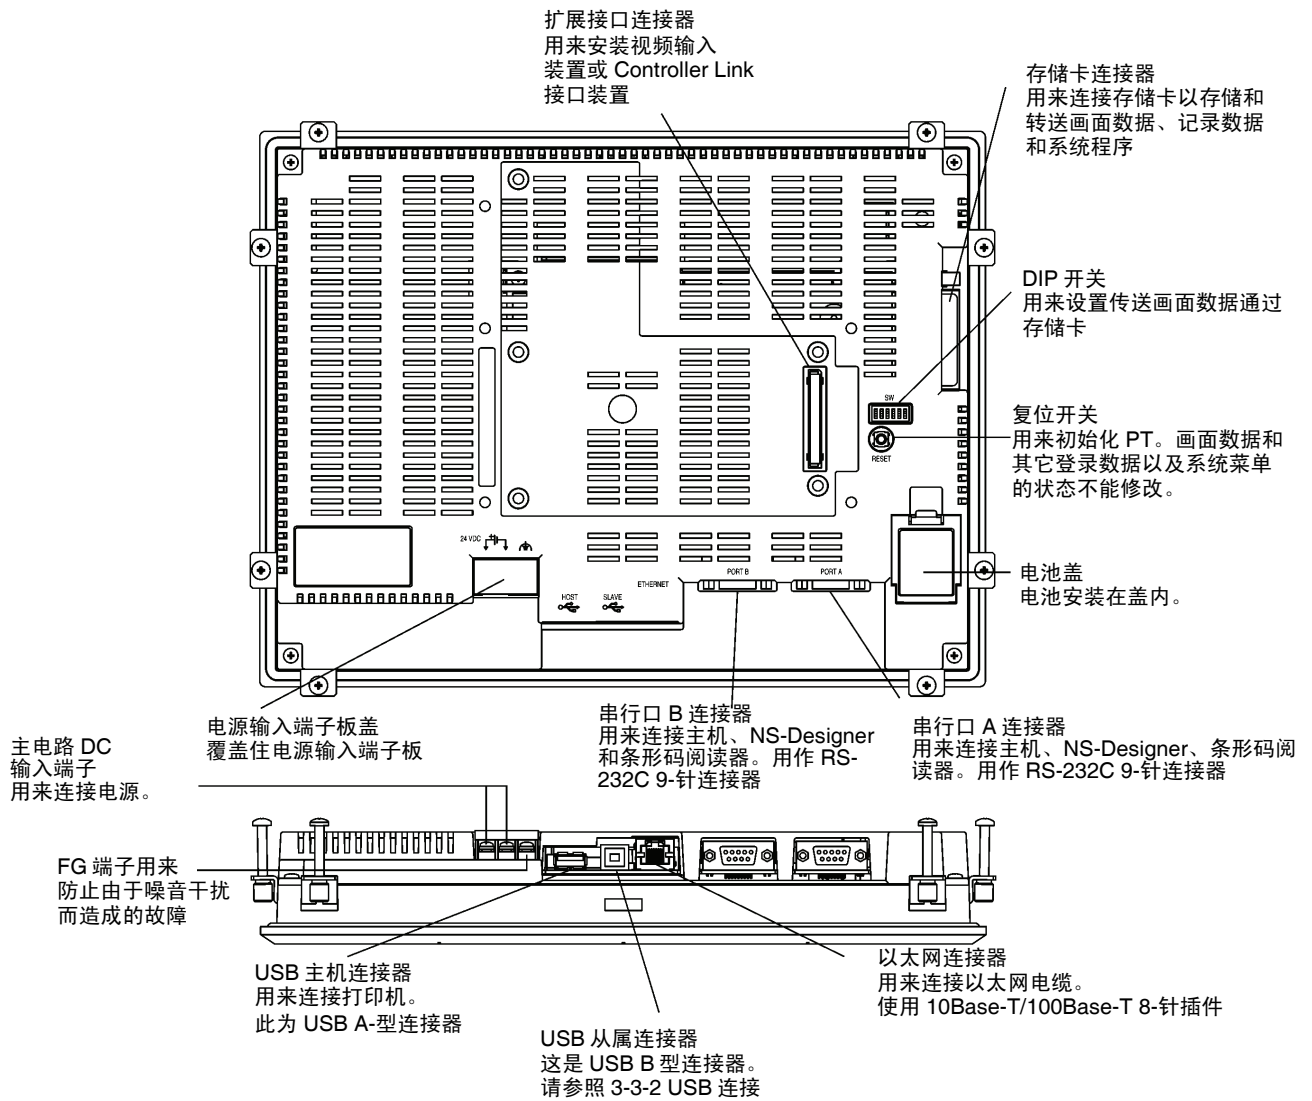 扩展接口连接器
用来安装视频输入
装置或 Controller Link
接口装置
存储卡连接器
用来连接存储卡以存储和
转送画面数据、记录数据
和系统程序
DIP 开关
用来设置传送画面数据通过
存储卡
SW
RESET
复位开关
用来初始化 PT。画面数据和
其它登录数据以及系统菜单
的状态不能修改。
24 VDC
HOST
SLAVE
ETHERNET
PORT B
PORT A
电池盖
电池安装在盖内。
电源输入端子板盖
覆盖住电源输入端子板
串行口 B 连接器
用来连接主机、NS-Designer
和条形码阅读器。用作 RS-
232C 9-针连接器
串行口 A 连接器
用来连接主机、NS-Designer、条形码阅
读器。用作 RS-232C 9-针连接器
主电路 DC
输入端子
用来连接电源。
FG 端子用来
防止由于噪音干扰
而造成的故障
USB 主机连接器
用来连接打印机。
此为 USB A-型连接器
USB 从属连接器
这是 USB B 型连接器。
请参照 3-3-2 USB 连接
以太网连接器
用来连接以太网电缆。
使用 10Base-T/100Base-T 8-针插件